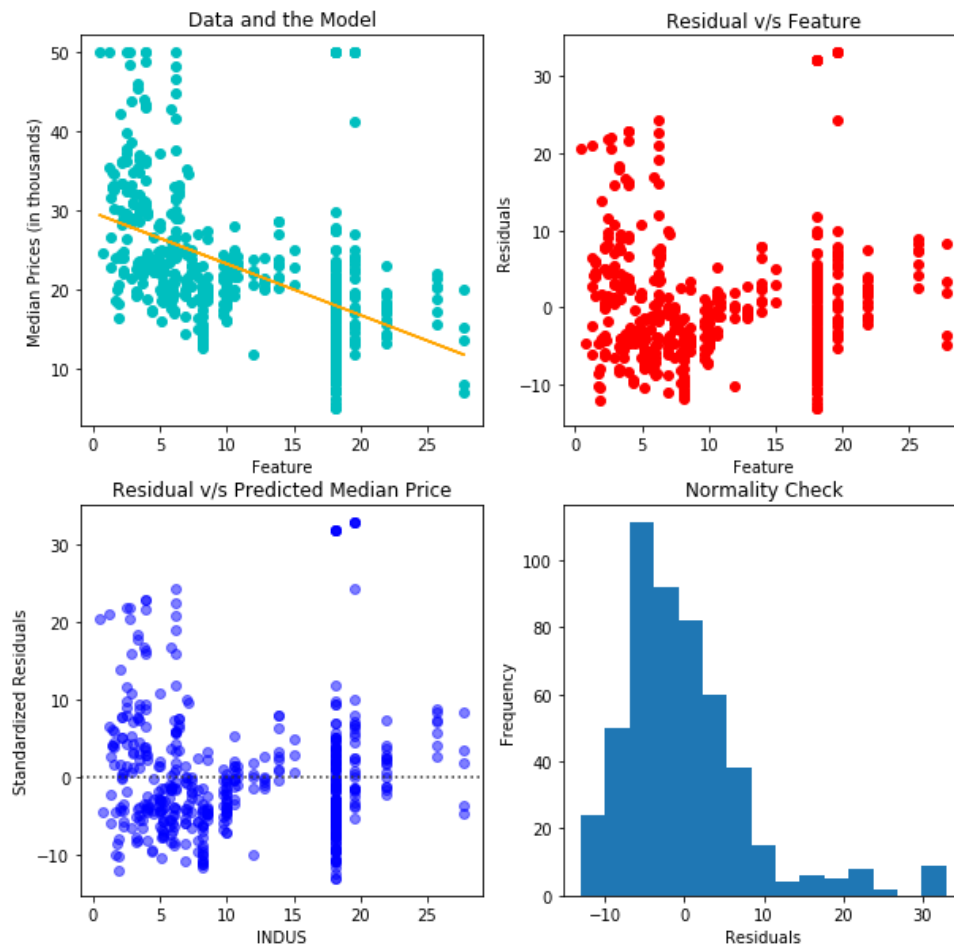 Data and the Model
Median Prices (in thousands)
50
40
30
20
10
0 5 10 15 20 25
Feature
Residual v/s Feature
Residuals
30
20
10
0
−10
0 5 10 15 20 25
Feature
Residual v/s Predicted Median Price
Standardized Residuals
30
20
10
0
−10
0 5 10 15 20 25
INDUS
Normality Check
Frequency
100
80
60
40
20
0
−10 0 10 20 30
Residuals